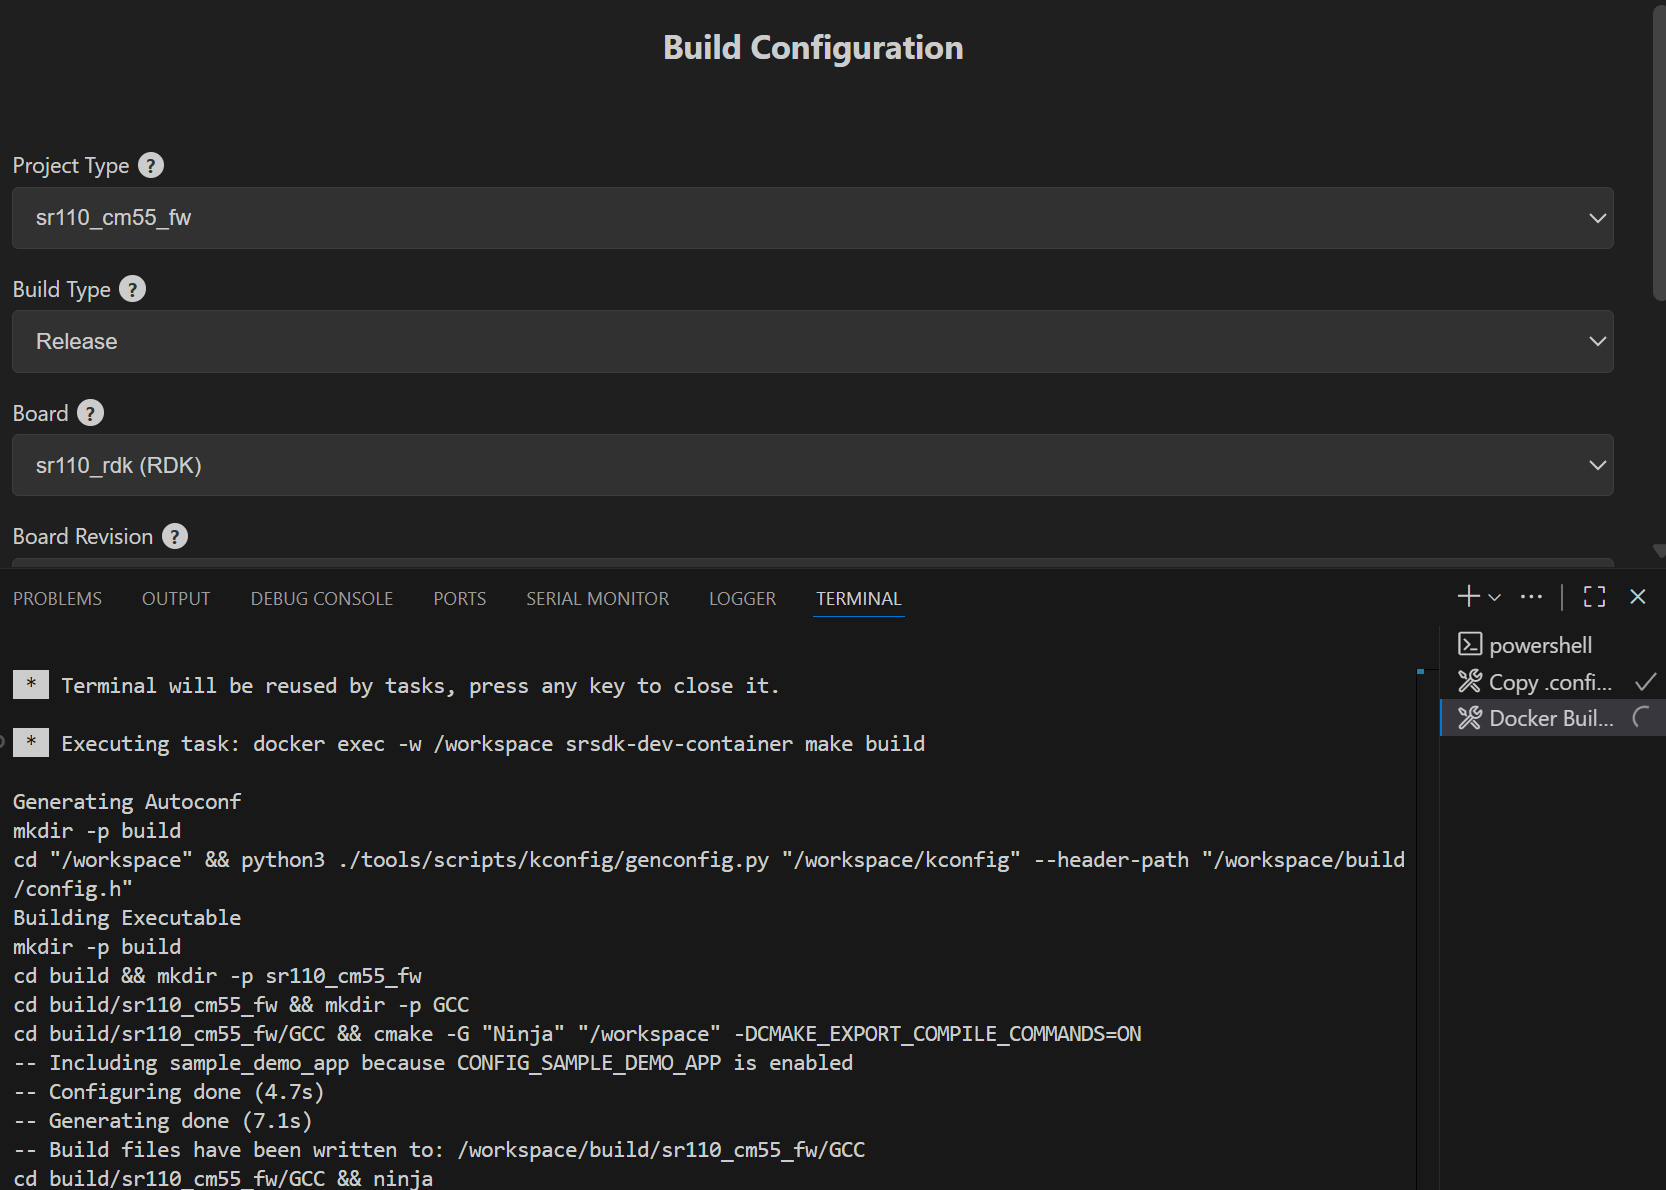 Build Configuration
Project Type ?
sr110_cm55_fw
Build Type ?
Release
Board ?
sr110_rdk (RDK)
Board Revision ?
PROBLEMS OUTPUT DEBUG CONSOLE PORTS SERIAL MONITOR LOGGER TERMINAL
powershell
Copy .confi...
Docker Buil...
* Terminal will be reused by tasks, press any key to close it.
* Executing task: docker exec -w /workspace srsdk-dev-container make build
Generating Autoconf
mkdir -p build
cd "/workspace" && python3 ./tools/scripts/kconfig/genconfig.py "/workspace/kconfig" --header-path "/workspace/build
/config.h"
Building Executable
mkdir -p build
cd build && mkdir -p sr110_cm55_fw
cd build/sr110_cm55_fw && mkdir -p GCC
cd build/sr110_cm55_fw/GCC && cmake -G "Ninja" "/workspace" -DCMAKE_EXPORT_COMPILE_COMMANDS=ON
-- Including sample_demo_app because CONFIG_SAMPLE_DEMO_APP is enabled
-- Configuring done (4.7s)
-- Generating done (7.1s)
-- Build files have been written to: /workspace/build/sr110_cm55_fw/GCC
cd build/sr110_cm55_fw/GCC && ninja